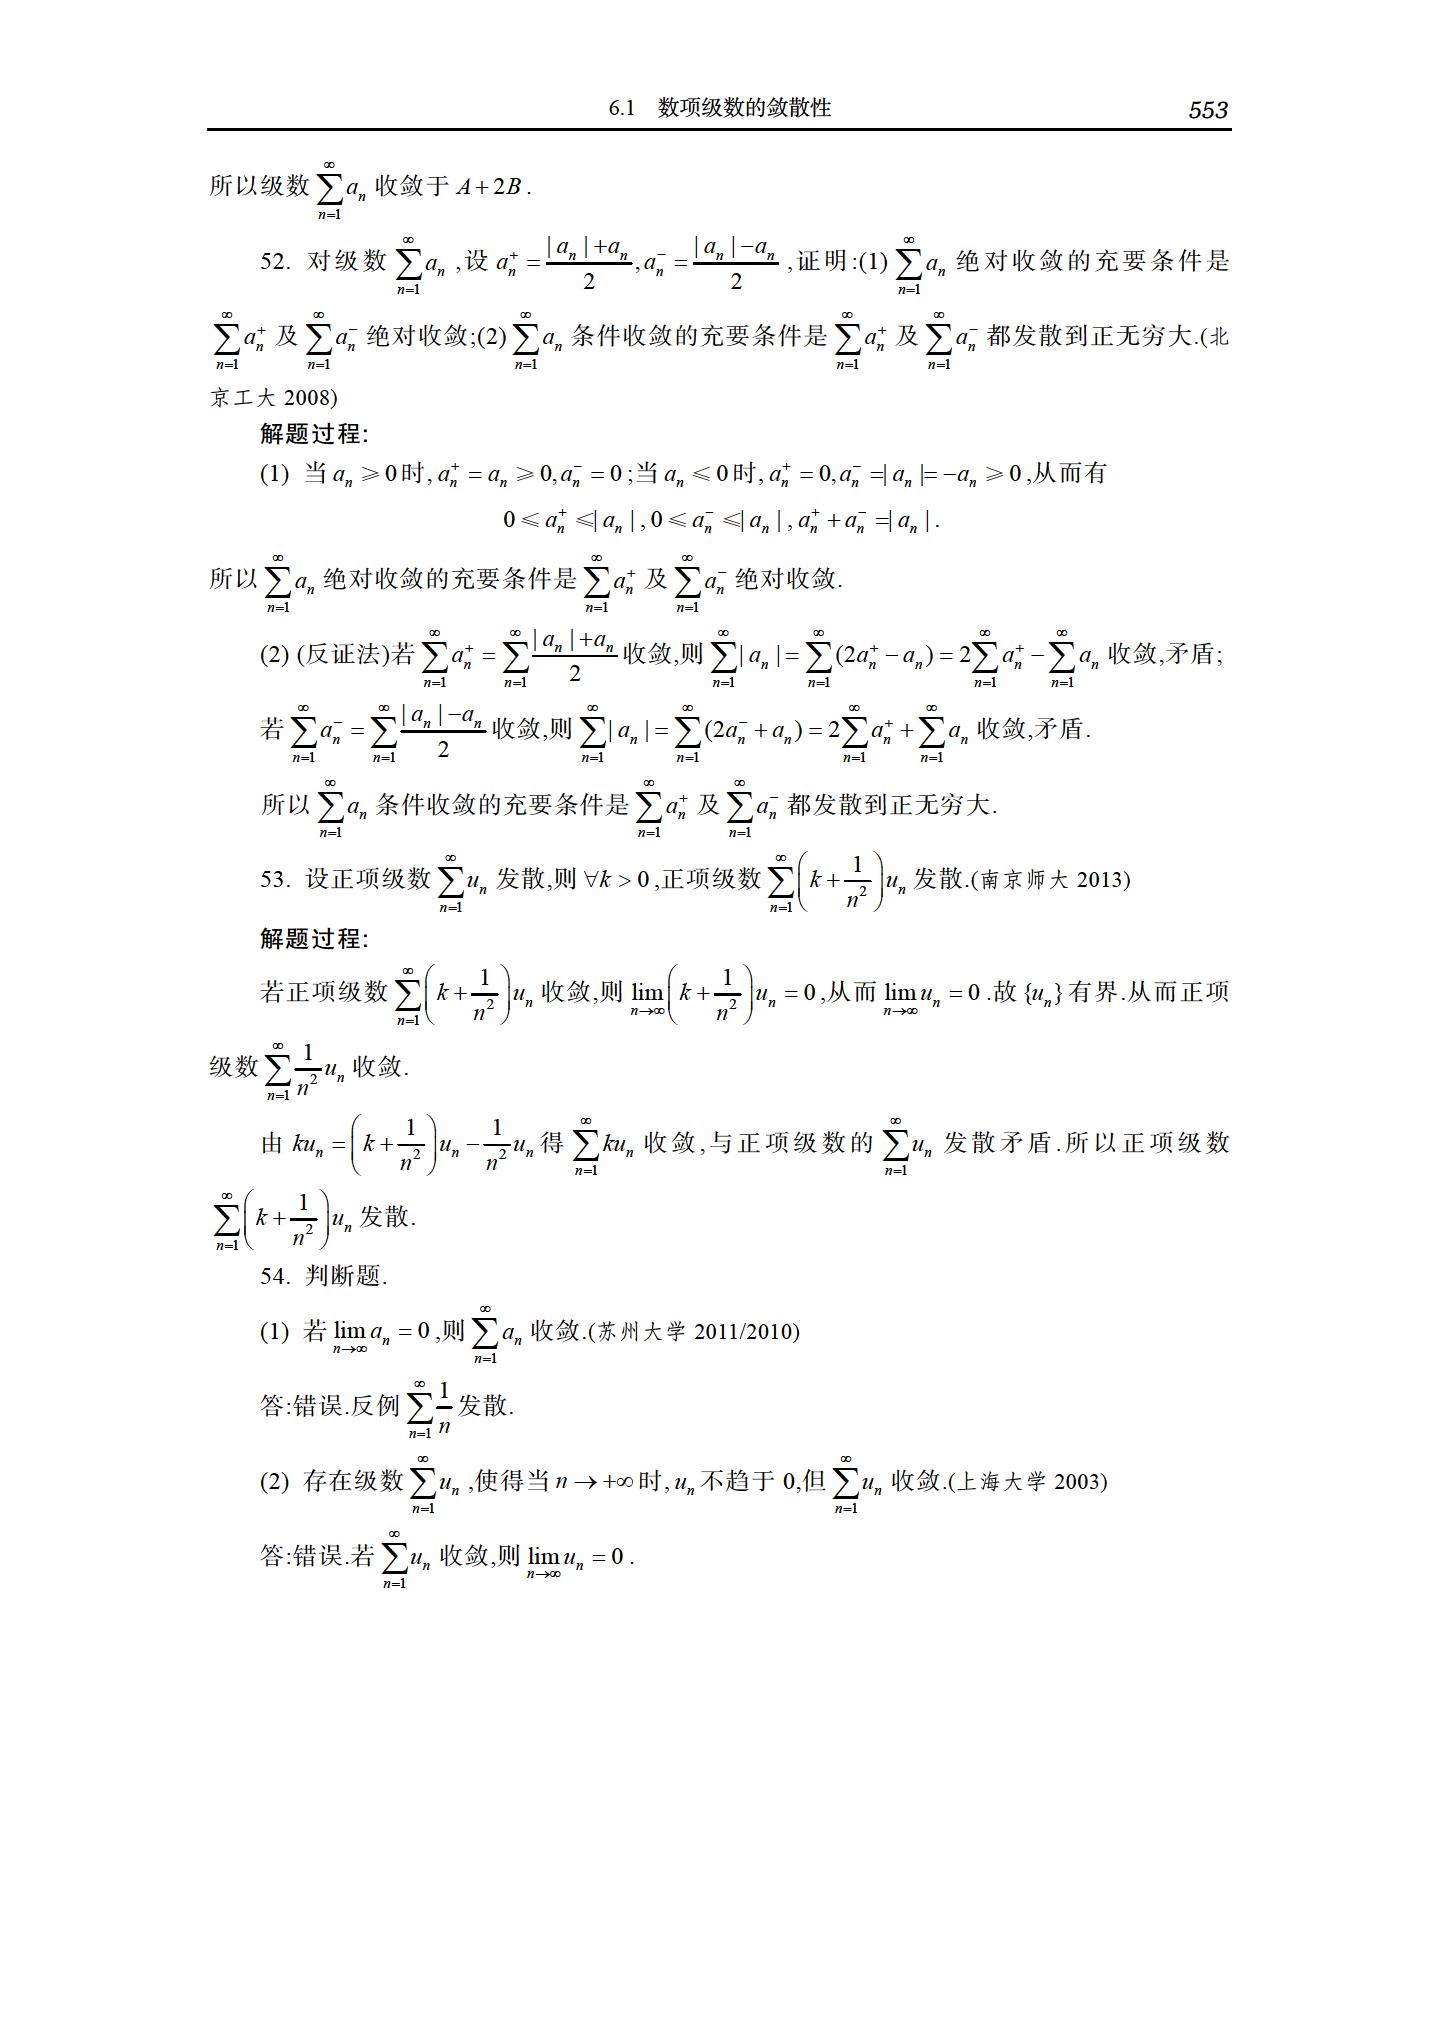 6.1 数项级数的敛散性 553
所以级数 $\sum_{n=1}^{\infty} a_n$ 收敛于 $A+2B$.
52. 对级数 $\sum_{n=1}^{\infty} a_n$ ,设 $a_n^+ = \frac{|a_n|+a_n}{2}, a_n^- = \frac{|a_n|-a_n}{2}$ ,证明:(1) $\sum_{n=1}^{\infty} a_n$ 绝对收敛的充要条件是
$\sum_{n=1}^{\infty} a_n^+$ 及 $\sum_{n=1}^{\infty} a_n^-$ 绝对收敛;(2) $\sum_{n=1}^{\infty} a_n$ 条件收敛的充要条件是 $\sum_{n=1}^{\infty} a_n^+$ 及 $\sum_{n=1}^{\infty} a_n^-$ 都发散到正无穷大.(北
京工大 2008)
解题过程:
(1) 当 $a_n \geqslant 0$ 时, $a_n^+ = a_n \geqslant 0, a_n^- = 0$ ;当 $a_n \leqslant 0$ 时, $a_n^+ = 0, a_n^- = |a_n| = -a_n \geqslant 0$ ,从而有
$0 \leqslant a_n^+ \leqslant |a_n|, 0 \leqslant a_n^- \leqslant |a_n|, a_n^+ + a_n^- = |a_n|.$
所以 $\sum_{n=1}^{\infty} a_n$ 绝对收敛的充要条件是 $\sum_{n=1}^{\infty} a_n^+$ 及 $\sum_{n=1}^{\infty} a_n^-$ 绝对收敛.
(2) (反证法)若 $\sum_{n=1}^{\infty} a_n^+ = \sum_{n=1}^{\infty} \frac{|a_n|+a_n}{2}$ 收敛,则 $\sum_{n=1}^{\infty} |a_n| = \sum_{n=1}^{\infty} (2a_n^+ - a_n) = 2\sum_{n=1}^{\infty} a_n^+ - \sum_{n=1}^{\infty} a_n$ 收敛,矛盾;
若 $\sum_{n=1}^{\infty} a_n^- = \sum_{n=1}^{\infty} \frac{|a_n|-a_n}{2}$ 收敛,则 $\sum_{n=1}^{\infty} |a_n| = \sum_{n=1}^{\infty} (2a_n^- + a_n) = 2\sum_{n=1}^{\infty} a_n^+ + \sum_{n=1}^{\infty} a_n$ 收敛,矛盾.
所以 $\sum_{n=1}^{\infty} a_n$ 条件收敛的充要条件是 $\sum_{n=1}^{\infty} a_n^+$ 及 $\sum_{n=1}^{\infty} a_n^-$ 都发散到正无穷大.
53. 设正项级数 $\sum_{n=1}^{\infty} u_n$ 发散,则 $\forall k > 0$ ,正项级数 $\sum_{n=1}^{\infty} \left(k+\frac{1}{n^2}\right) u_n$ 发散.(南京师大 2013)
解题过程:
若正项级数 $\sum_{n=1}^{\infty} \left(k+\frac{1}{n^2}\right) u_n$ 收敛,则 $\lim_{n\to\infty} \left(k+\frac{1}{n^2}\right) u_n = 0$ ,从而 $\lim_{n\to\infty} u_n = 0$ .故 $\{u_n\}$ 有界.从而正项
级数 $\sum_{n=1}^{\infty} \frac{1}{n^2} u_n$ 收敛.
由 $ku_n = \left(k+\frac{1}{n^2}\right) u_n - \frac{1}{n^2} u_n$ 得 $\sum_{n=1}^{\infty} ku_n$ 收敛,与正项级数的 $\sum_{n=1}^{\infty} u_n$ 发散矛盾.所以正项级数
$\sum_{n=1}^{\infty} \left(k+\frac{1}{n^2}\right) u_n$ 发散.
54. 判断题.
(1) 若 $\lim_{n\to\infty} a_n = 0$ ,则 $\sum_{n=1}^{\infty} a_n$ 收敛.(苏州大学 2011/2010)
答:错误.反例 $\sum_{n=1}^{\infty} \frac{1}{n}$ 发散.
(2) 存在级数 $\sum_{n=1}^{\infty} u_n$ ,使得当 $n \to +\infty$ 时, $u_n$ 不趋于 0,但 $\sum_{n=1}^{\infty} u_n$ 收敛.(上海大学 2003)
答:错误.若 $\sum_{n=1}^{\infty} u_n$ 收敛,则 $\lim_{n\to\infty} u_n = 0$ .